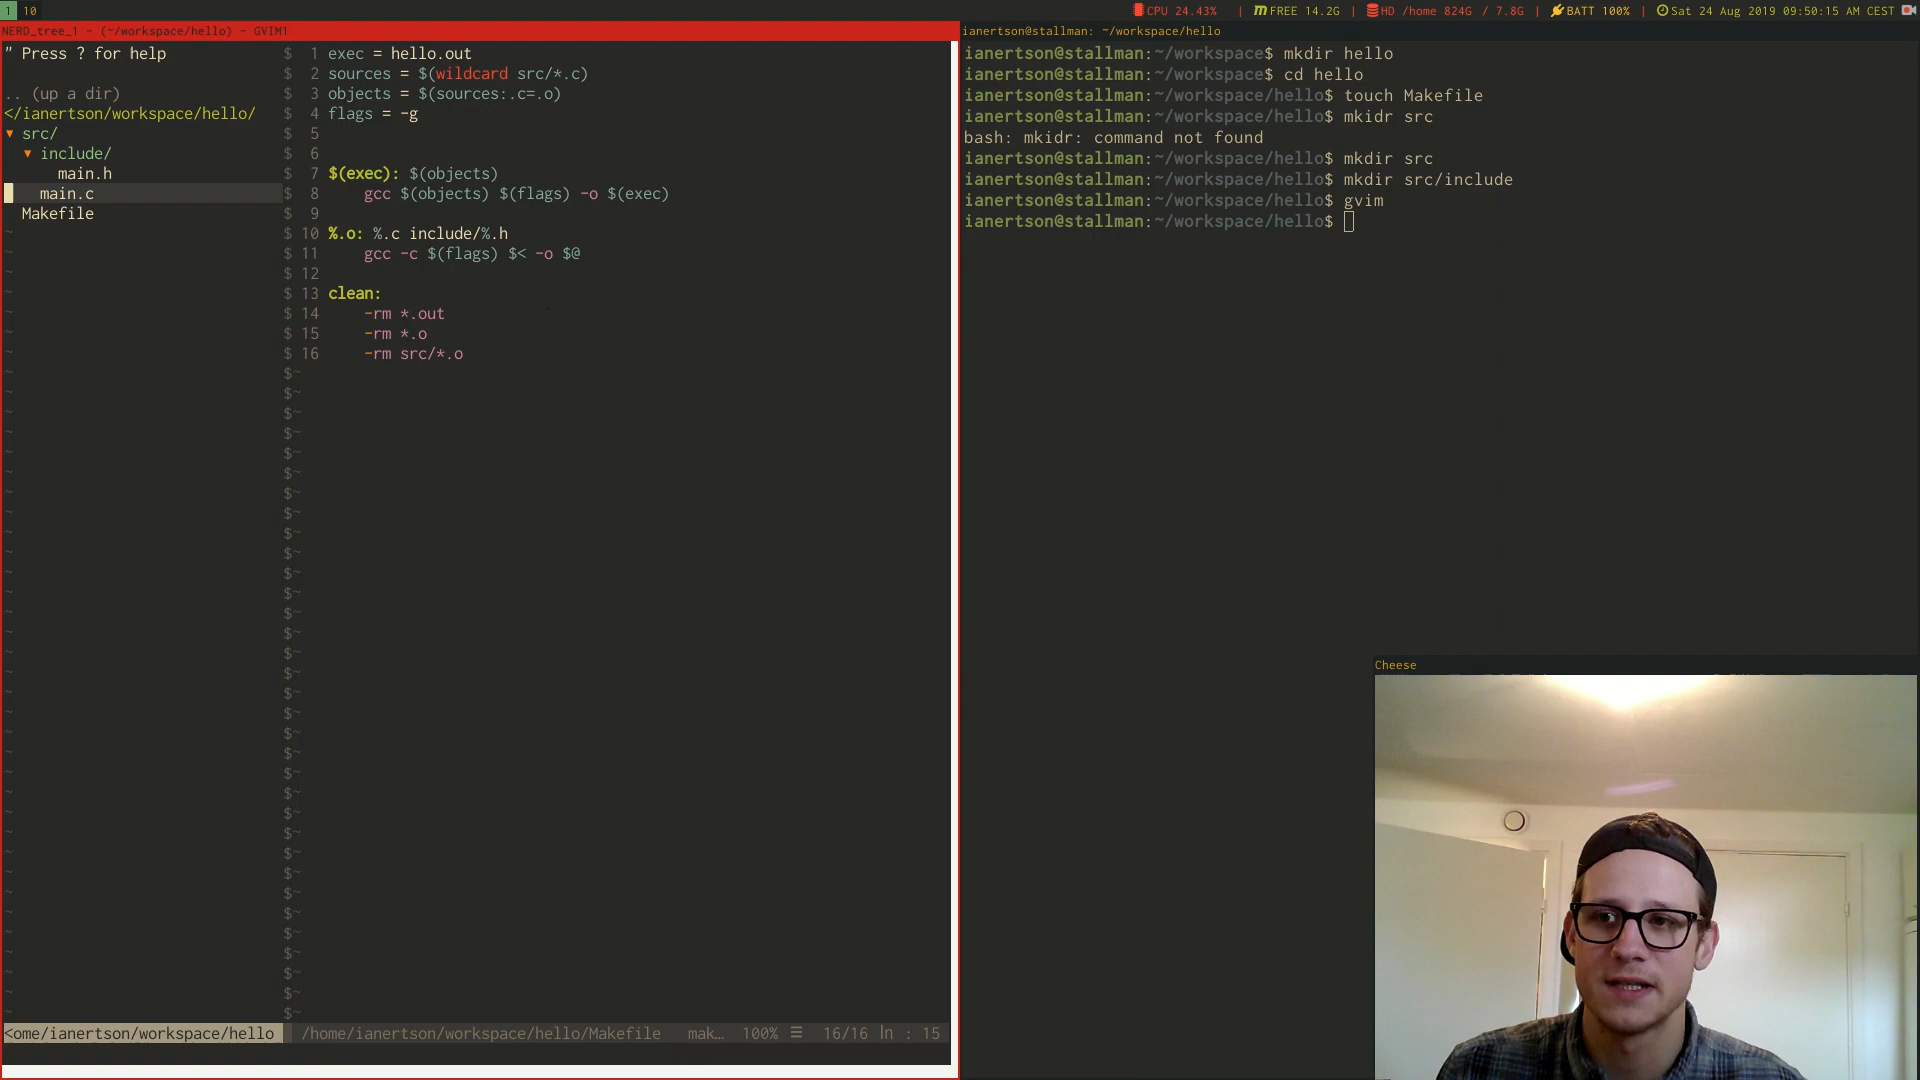 1 10 CPU 24.43% | FREE 14.2G | HD /home 824G / 7.8G | BATT 100% | Sat 24 Aug 2019 09:50:15 AM CEST
NERD_tree_1 - (~/workspace/hello) - GVIM1
" Press ? for help
.. (up a dir)
</ianertson/workspace/hello/
▾ src/
▾ include/
main.h
main.c
Makefile
$ 1 exec = hello.out
$ 2 sources = $(wildcard src/*.c)
$ 3 objects = $(sources:.c=.o)
$ 4 flags = -g
$ 5
$ 6
$ 7 $(exec): $(objects)
$ 8 gcc $(objects) $(flags) -o $(exec)
$ 9
$ 10 %.o: %.c include/%.h
$ 11 gcc -c $(flags) $< -o $@
$ 12
$ 13 clean:
$ 14 -rm *.out
$ 15 -rm *.o
$ 16 -rm src/*.o
<ome/ianertson/workspace/hello /home/ianertson/workspace/hello/Makefile mak… 100% ☰ 16/16 ln : 15
ianertson@stallman: ~/workspace/hello
ianertson@stallman:~/workspace$ mkdir hello
ianertson@stallman:~/workspace$ cd hello
ianertson@stallman:~/workspace/hello$ touch Makefile
ianertson@stallman:~/workspace/hello$ mkidr src
bash: mkidr: command not found
ianertson@stallman:~/workspace/hello$ mkdir src
ianertson@stallman:~/workspace/hello$ mkdir src/include
ianertson@stallman:~/workspace/hello$ gvim
ianertson@stallman:~/workspace/hello$
Cheese